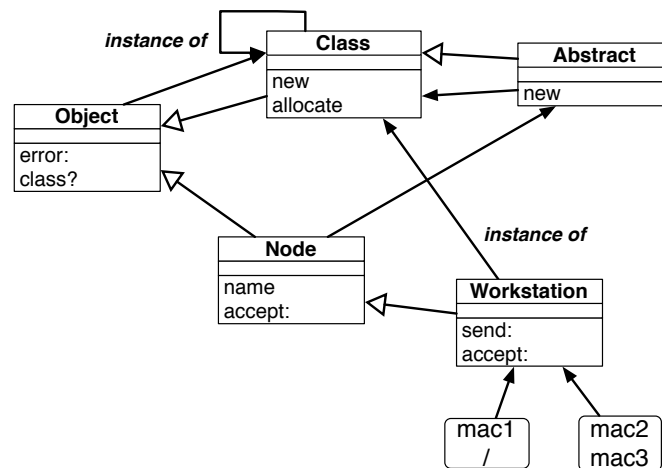 instance of
Class
new
allocate
Abstract
new
Object
error:
class?
Node
name
accept:
instance of
Workstation
send:
accept:
mac1
/
mac2
mac3